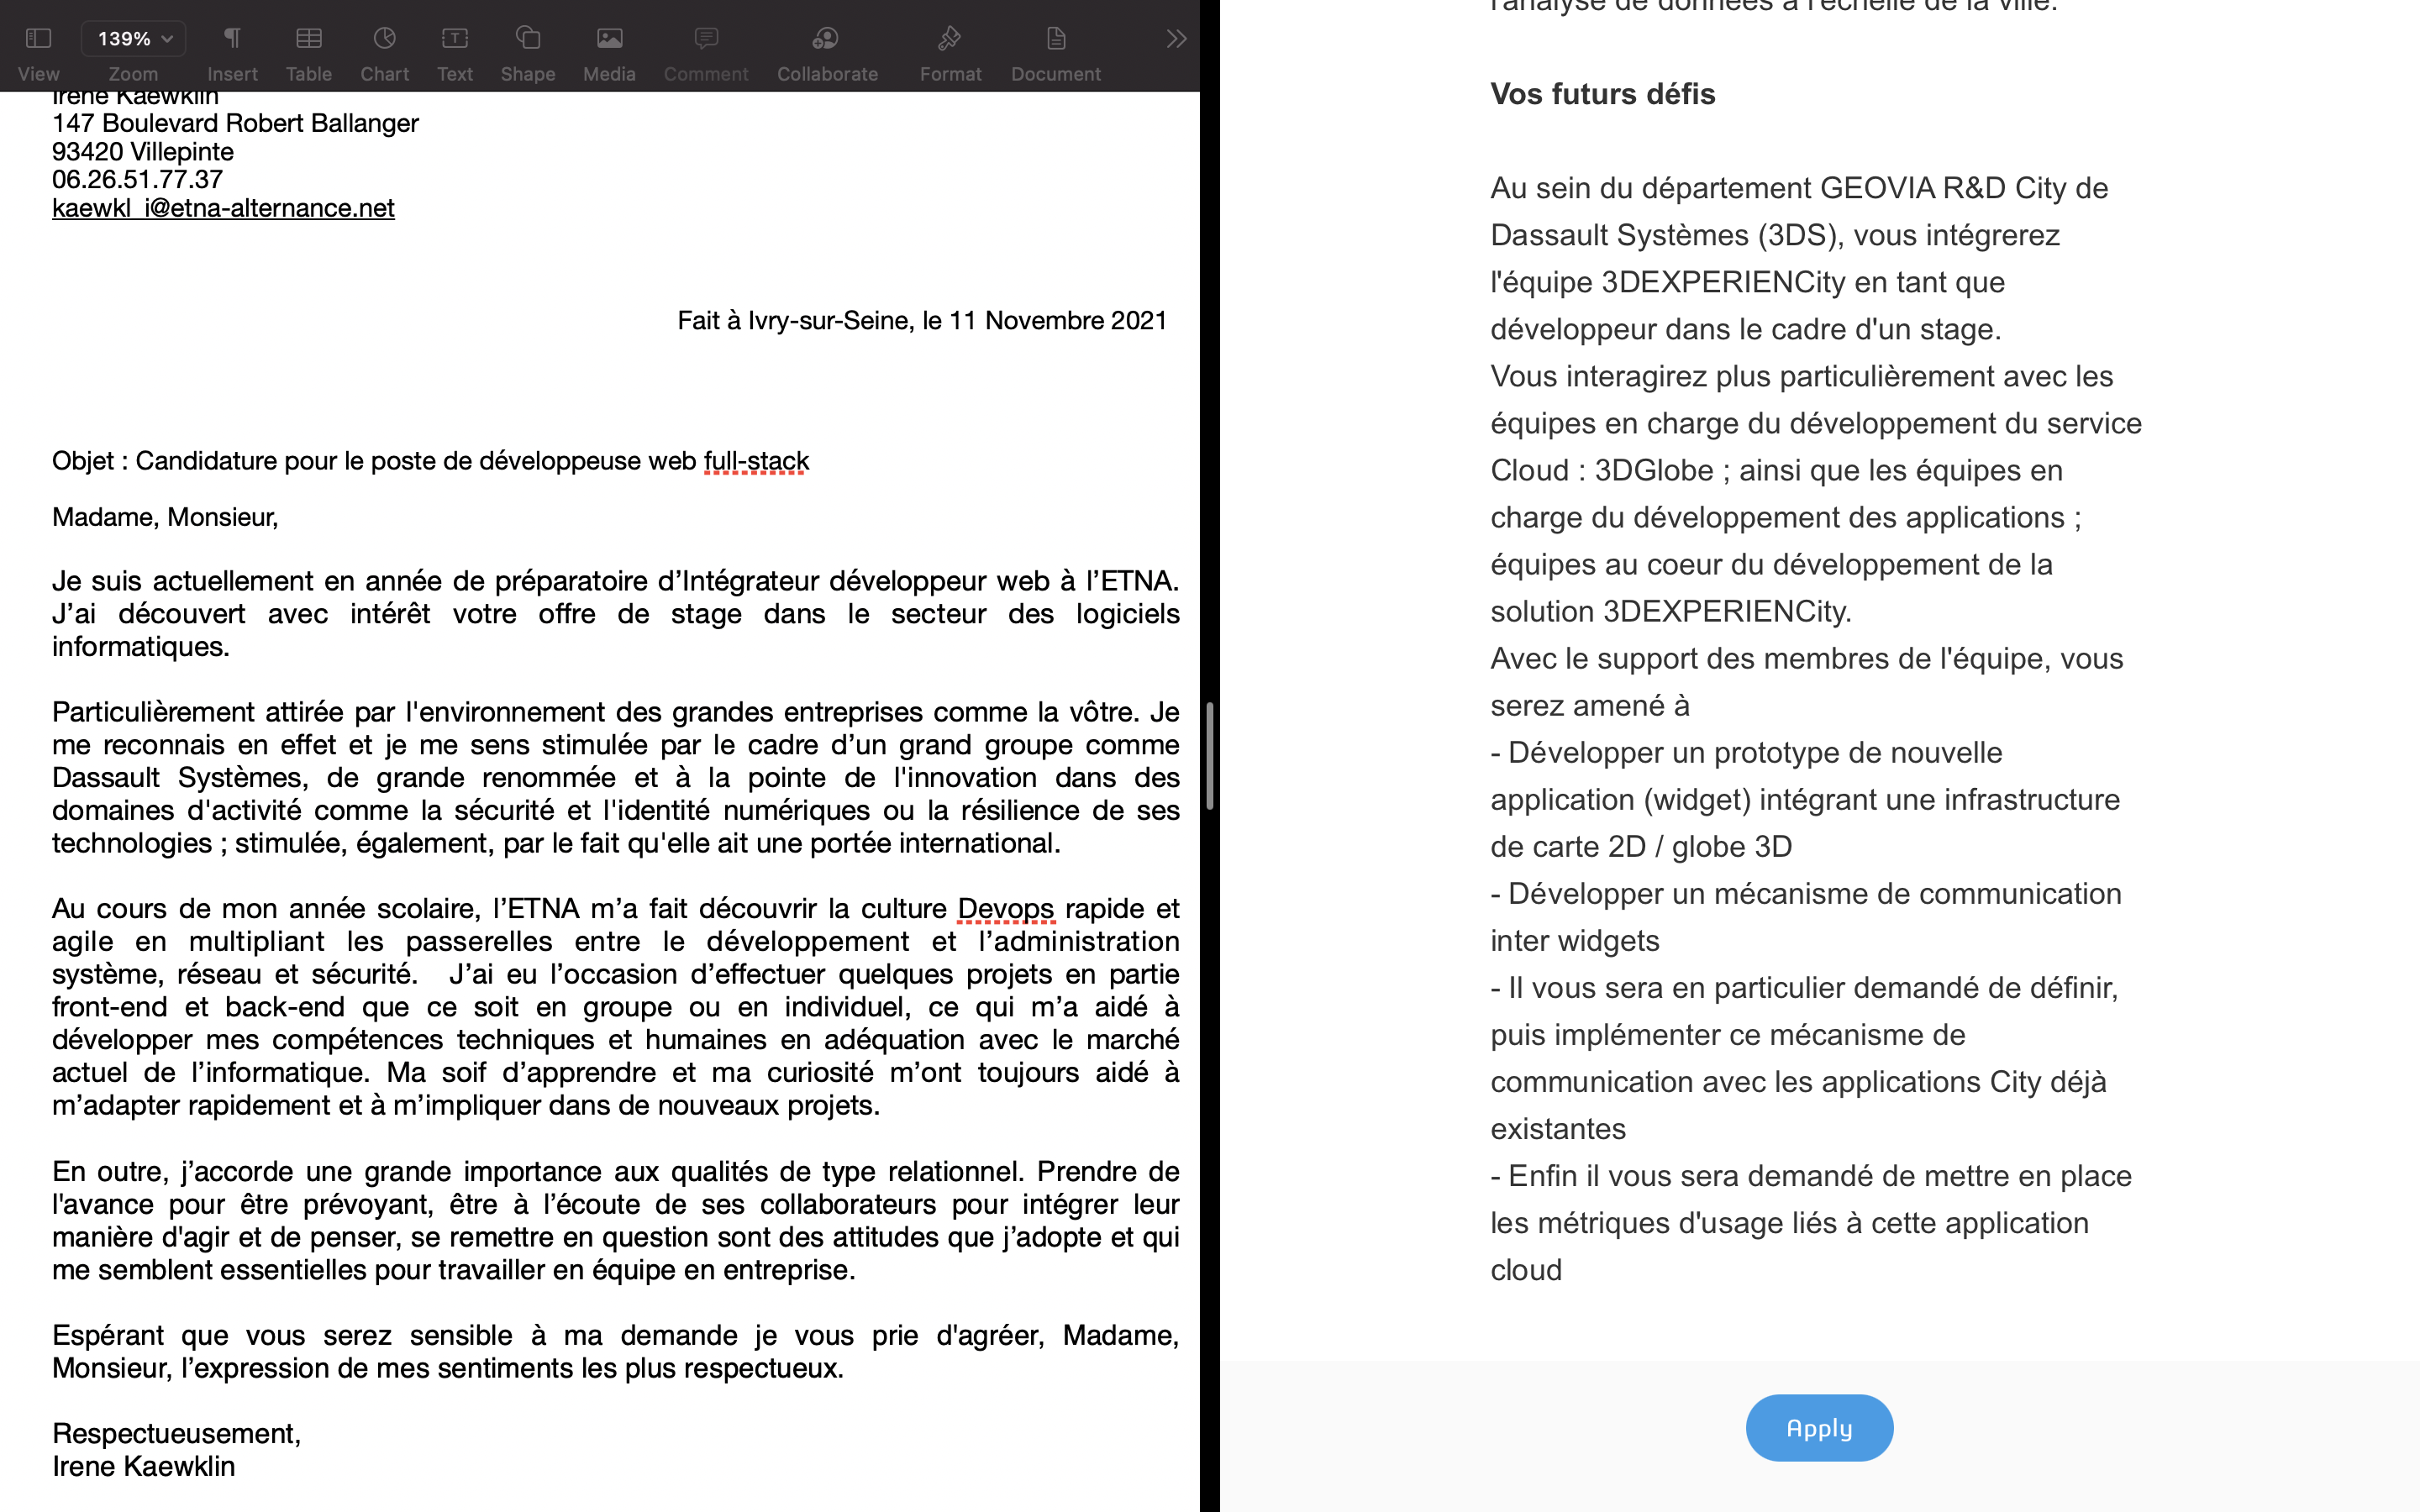 139%
View
Zoom
Insert
Table
Chart
Text
Shape
Media
Comment
Collaborate
Format
Document
Irene Kaewklin
147 Boulevard Robert Ballanger
93420 Villepinte
06.26.51.77.37
kaewkl_i@etna-alternance.net
Fait à Ivry-sur-Seine, le 11 Novembre 2021
Objet : Candidature pour le poste de développeuse web full-stack
Madame, Monsieur,
Je suis actuellement en année de préparatoire d’Intégrateur développeur web à l’ETNA.
J’ai découvert avec intérêt votre offre de stage dans le secteur des logiciels
informatiques.
Particulièrement attirée par l'environnement des grandes entreprises comme la vôtre. Je
me reconnais en effet et je me sens stimulée par le cadre d’un grand groupe comme
Dassault Systèmes, de grande renommée et à la pointe de l'innovation dans des
domaines d'activité comme la sécurité et l'identité numériques ou la résilience de ses
technologies ; stimulée, également, par le fait qu'elle ait une portée international.
Au cours de mon année scolaire, l’ETNA m’a fait découvrir la culture Devops rapide et
agile en multipliant les passerelles entre le développement et l’administration
système, réseau et sécurité.  J’ai eu l’occasion d’effectuer quelques projets en partie
front-end et back-end que ce soit en groupe ou en individuel, ce qui m’a aidé à
développer mes compétences techniques et humaines en adéquation avec le marché
actuel de l’informatique. Ma soif d’apprendre et ma curiosité m’ont toujours aidé à
m’adapter rapidement et à m’impliquer dans de nouveaux projets.
En outre, j’accorde une grande importance aux qualités de type relationnel. Prendre de
l'avance pour être prévoyant, être à l’écoute de ses collaborateurs pour intégrer leur
manière d'agir et de penser, se remettre en question sont des attitudes que j’adopte et qui
me semblent essentielles pour travailler en équipe en entreprise.
Espérant que vous serez sensible à ma demande je vous prie d'agréer, Madame,
Monsieur, l’expression de mes sentiments les plus respectueux.
Respectueusement,
Irene Kaewklin
l'analyse de données à l'échelle de la ville.
Vos futurs défis
Au sein du département GEOVIA R&D City de
Dassault Systèmes (3DS), vous intégrerez
l'équipe 3DEXPERIENCity en tant que
développeur dans le cadre d'un stage.
Vous interagirez plus particulièrement avec les
équipes en charge du développement du service
Cloud : 3DGlobe ; ainsi que les équipes en
charge du développement des applications ;
équipes au coeur du développement de la
solution 3DEXPERIENCity.
Avec le support des membres de l'équipe, vous
serez amené à
- Développer un prototype de nouvelle
application (widget) intégrant une infrastructure
de carte 2D / globe 3D
- Développer un mécanisme de communication
inter widgets
- Il vous sera en particulier demandé de définir,
puis implémenter ce mécanisme de
communication avec les applications City déjà
existantes
- Enfin il vous sera demandé de mettre en place
les métriques d'usage liés à cette application
cloud
Apply